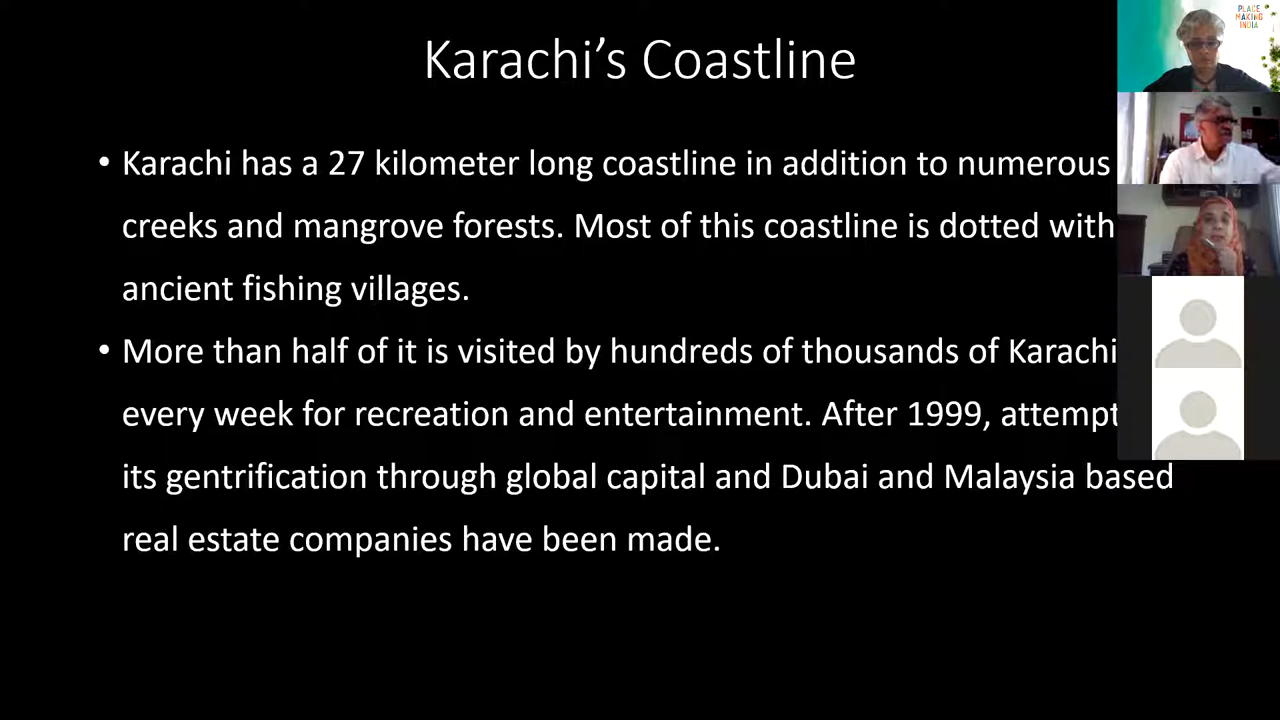 Karachi's Coastline
• Karachi has a 27 kilometer long coastline in addition to numerous
creeks and mangrove forests. Most of this coastline is dotted with
ancient fishing villages.
• More than half of it is visited by hundreds of thousands of Karachi
every week for recreation and entertainment. After 1999, attempt
its gentrification through global capital and Dubai and Malaysia based
real estate companies have been made.
PLACE
MAKING
INDIA